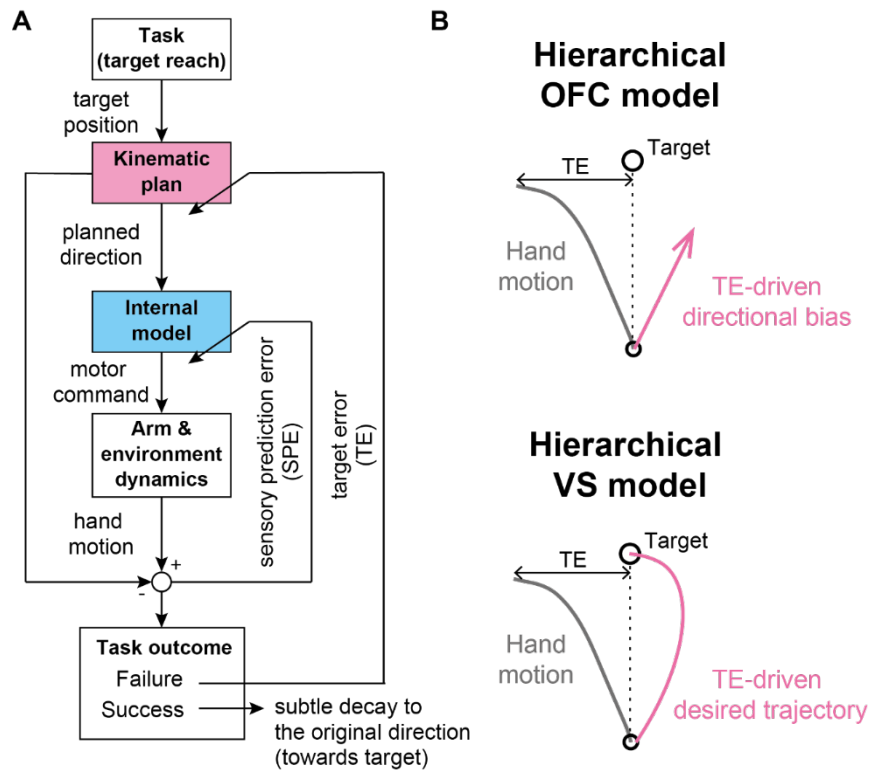 A
Task
(target reach)
target
position
Kinematic
plan
planned
direction
Internal
model
motor
command
Arm &
environment
dynamics
hand
motion
+
-
sensory prediction error
(SPE)
target error
(TE)
Task outcome
Failure
Success
subtle decay to
the original direction
(towards target)
B
Hierarchical
OFC model
Target
TE
Hand
motion
TE-driven
directional bias
Hierarchical
VS model
Target
TE
Hand
motion
TE-driven
desired trajectory